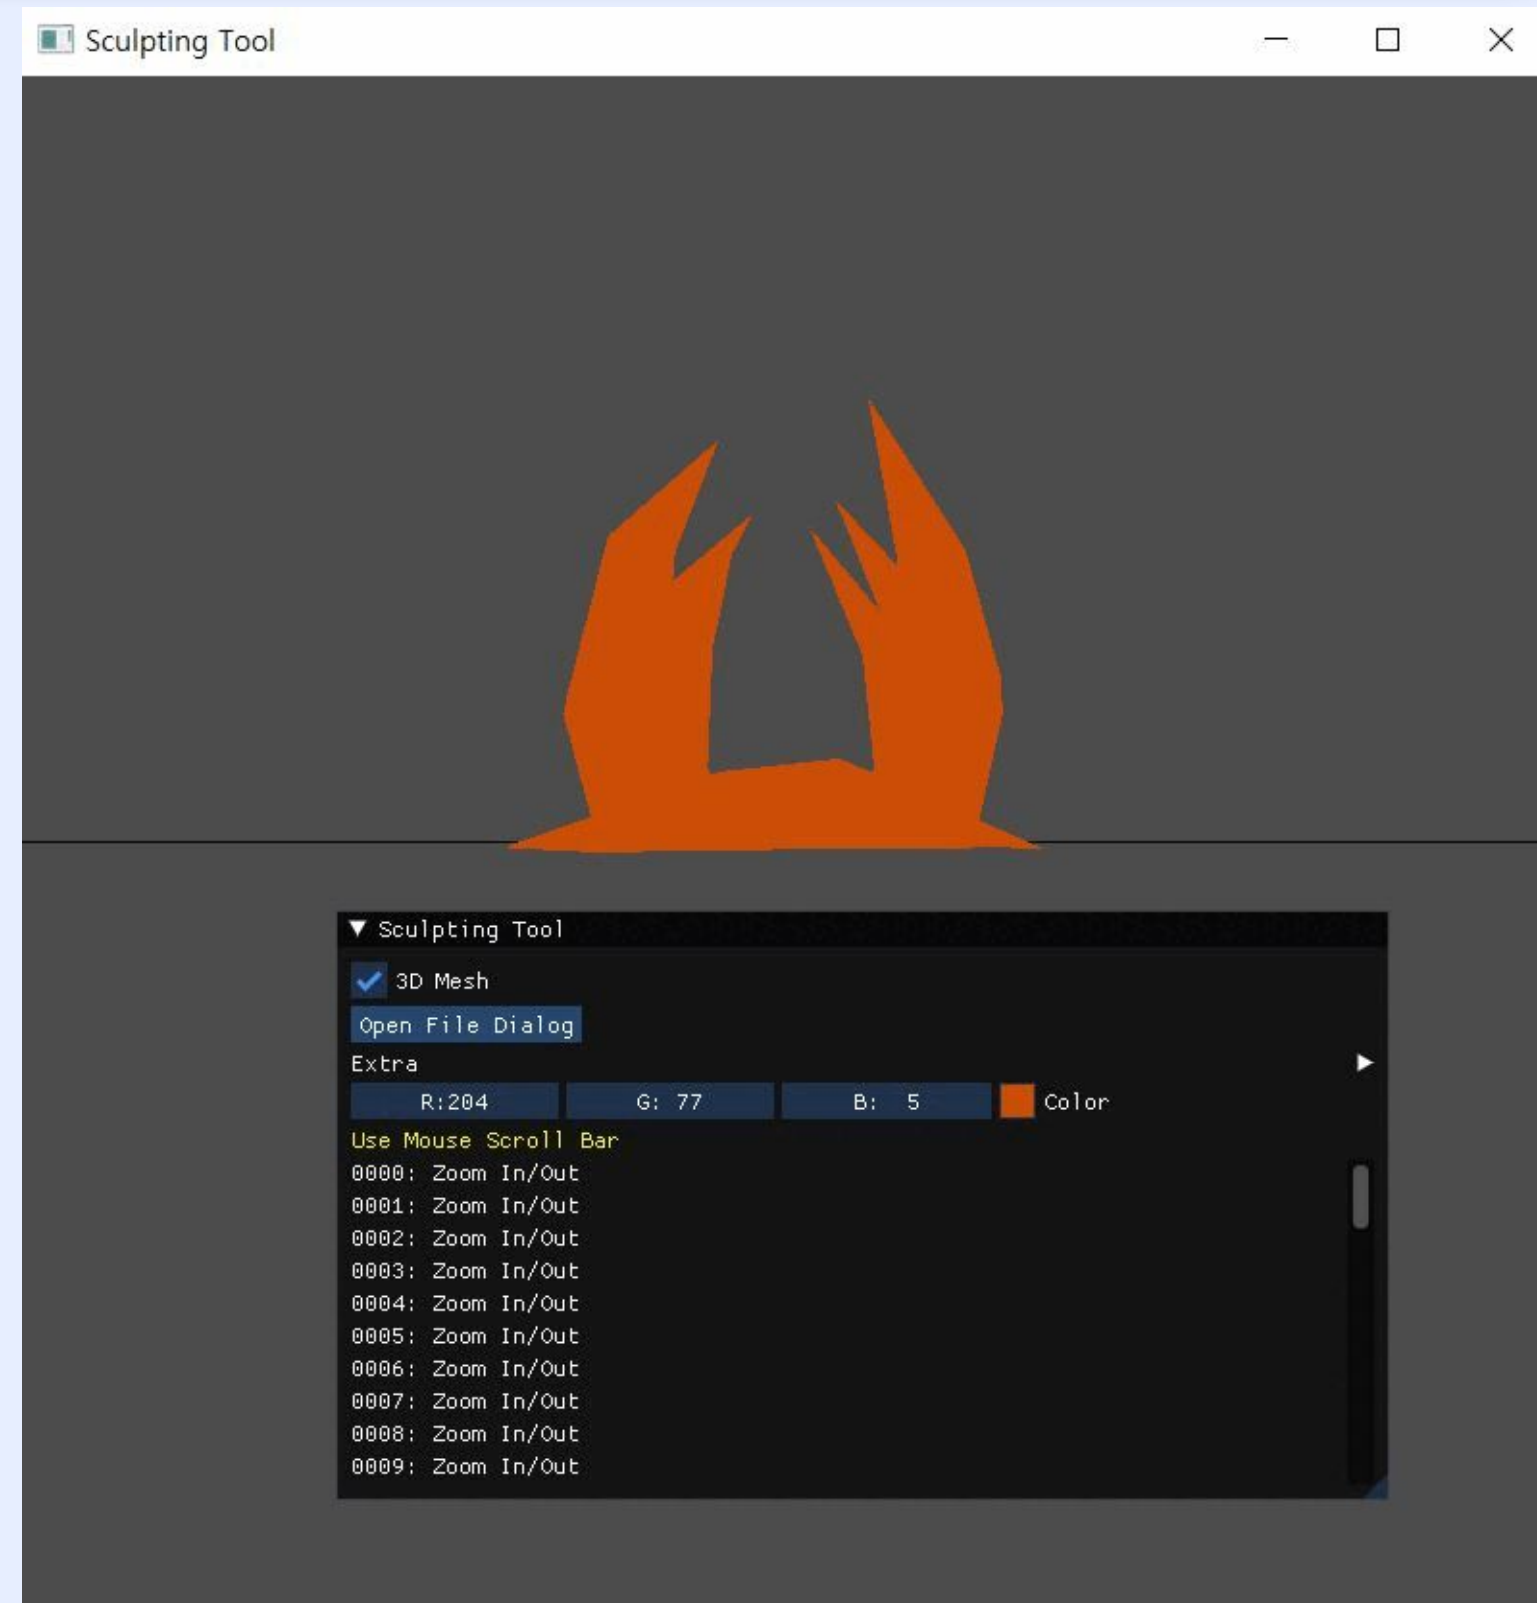 Sculpting Tool
Sculpting Tool
3D Mesh
Open File Dialog
Extra
R:204 G: 77 B: 5 Color
Use Mouse Scroll Bar
0000: Zoom In/Out
0001: Zoom In/Out
0002: Zoom In/Out
0003: Zoom In/Out
0004: Zoom In/Out
0005: Zoom In/Out
0006: Zoom In/Out
0007: Zoom In/Out
0008: Zoom In/Out
0009: Zoom In/Out